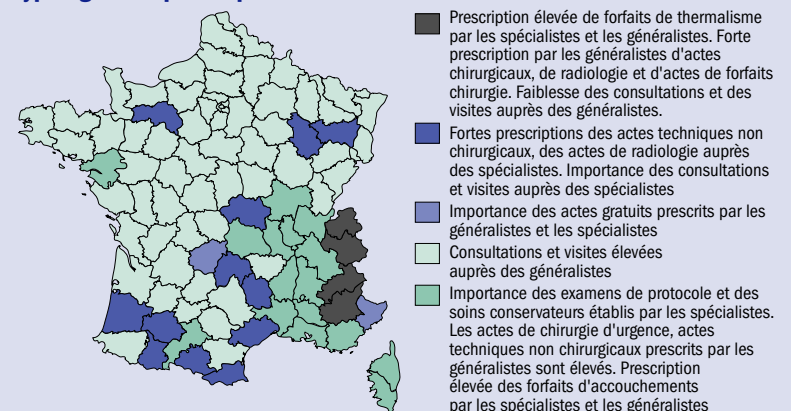 Prescription élevée de forfaits de thermalisme
par les spécialistes et les généralistes. Forte
prescription par les généralistes d'actes
chirurgicaux, de radiologie et d'actes de forfaits
chirurgie. Faiblesse des consultations et des
visites auprès des généralistes.
Fortes prescriptions des actes techniques non
chirurgicaux, des actes de radiologie auprès
des spécialistes. Importance des consultations
et visites auprès des spécialistes
Importance des actes gratuits prescrits par les
généralistes et les spécialistes
Consultations et visites élevées
auprès des généralistes
Importance des examens de protocole et des
soins conservateurs établis par les spécialistes.
Les actes de chirurgie d'urgence, actes
techniques non chirurgicaux prescrits par les
généralistes sont élevés. Prescription
élevée des forfaits d'accouchements
par les spécialistes et les généralistes